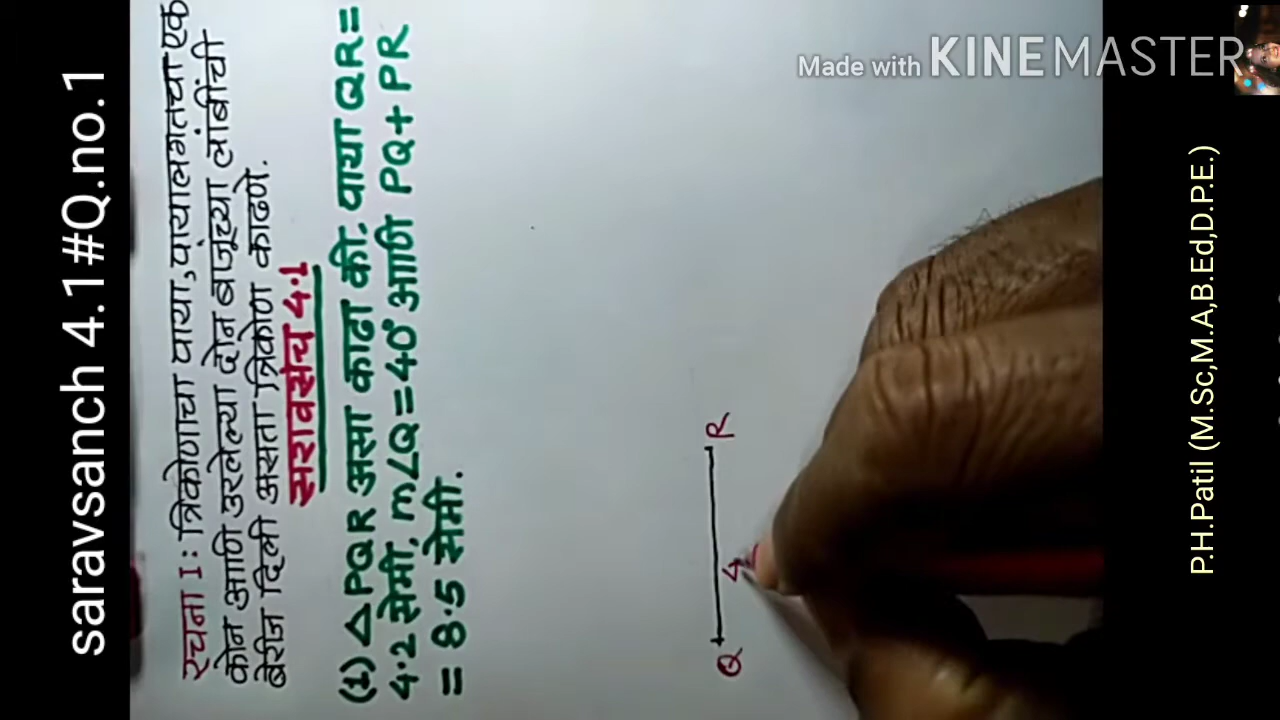 saravsanch 4.1#Q.no.1
रचना I: त्रिकोणाचा पाया, पायालगतचा एक
कोन आणि उरलेल्या दोन बाजूंच्या लांबींची
बेरीज दिली असता त्रिकोण काढणे.
सरावसंच 4.1
(1) △PQR असा काढा की, पाया QR =
4.2 सेमी, m∠Q = 40° आणि PQ + PR
= 8.5 सेमी.
Q R
4
Made with KINEMASTER
P.H.Patil (M.Sc,M.A,B.Ed,D.P.E.)